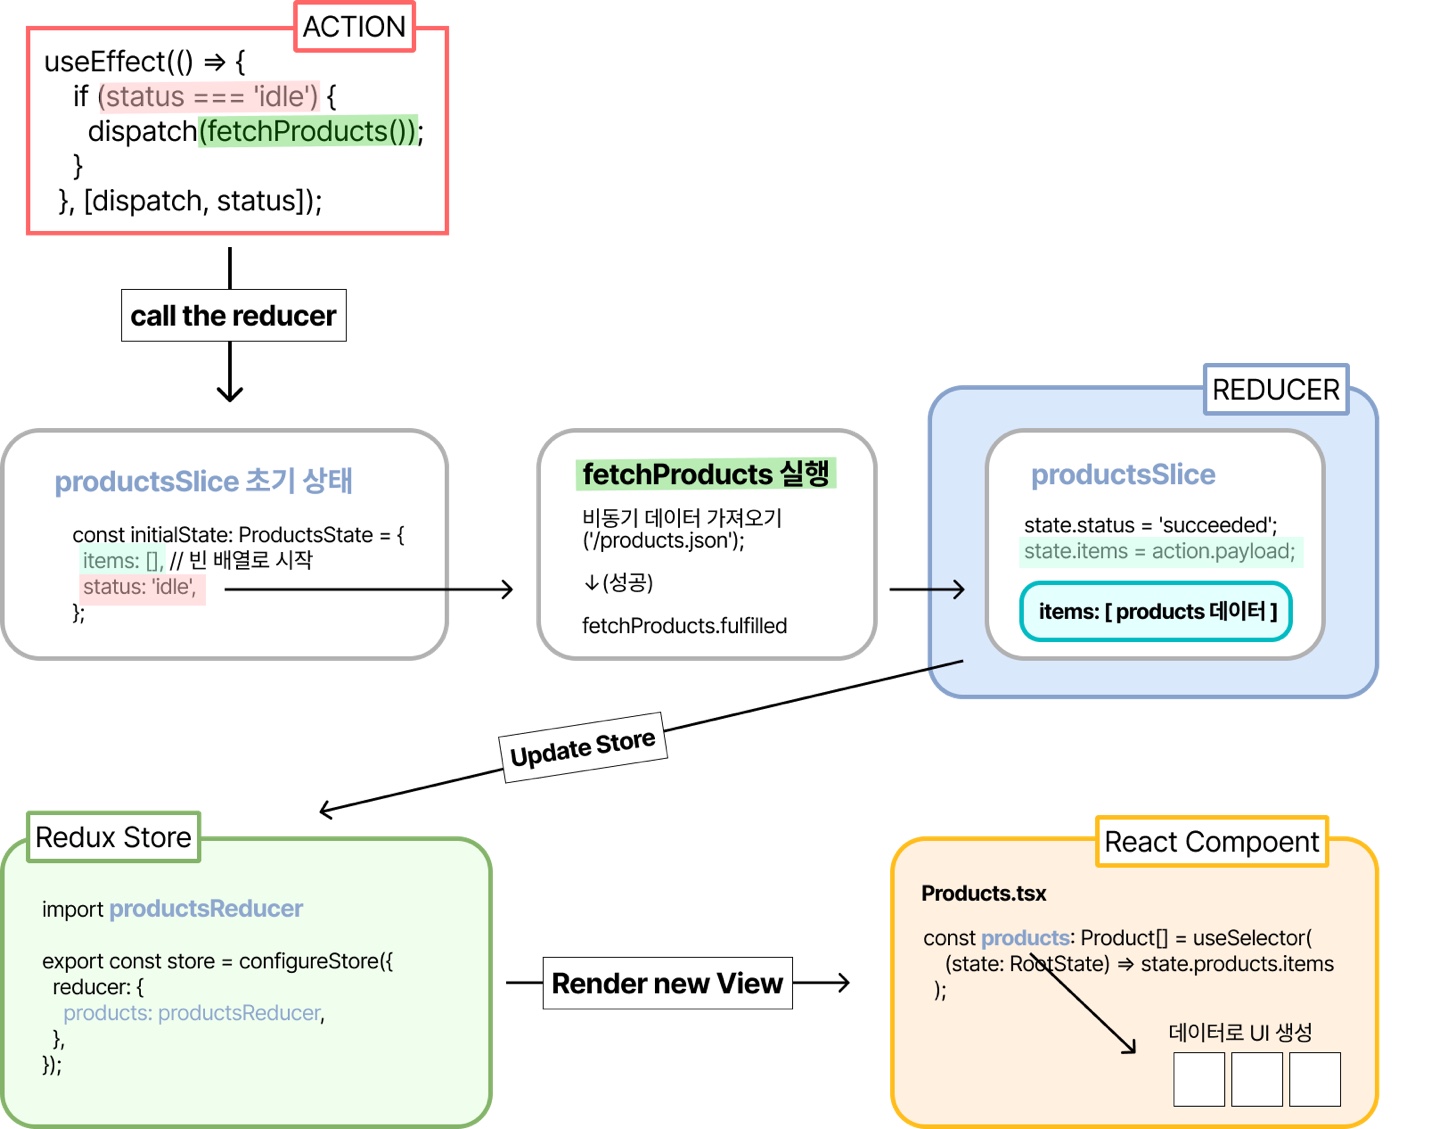 ACTION
useEffect(() => {
if (status === 'idle') {
dispatch(fetchProducts());
}
}, [dispatch, status]);
call the reducer
productsSlice 초기 상태
const initialState: ProductsState = {
items: [], // 빈 배열로 시작
status: 'idle',
};
fetchProducts 실행
비동기 데이터 가져오기
('/products.json');
↓(성공)
fetchProducts.fulfilled
REDUCER
productsSlice
state.status = 'succeeded';
state.items = action.payload;
items: [ products 데이터 ]
Update Store
Redux Store
import productsReducer
export const store = configureStore({
reducer: {
products: productsReducer,
},
});
Render new View
React Compoent
Products.tsx
const products: Product[] = useSelector(
(state: RootState) => state.products.items
);
데이터로 UI 생성